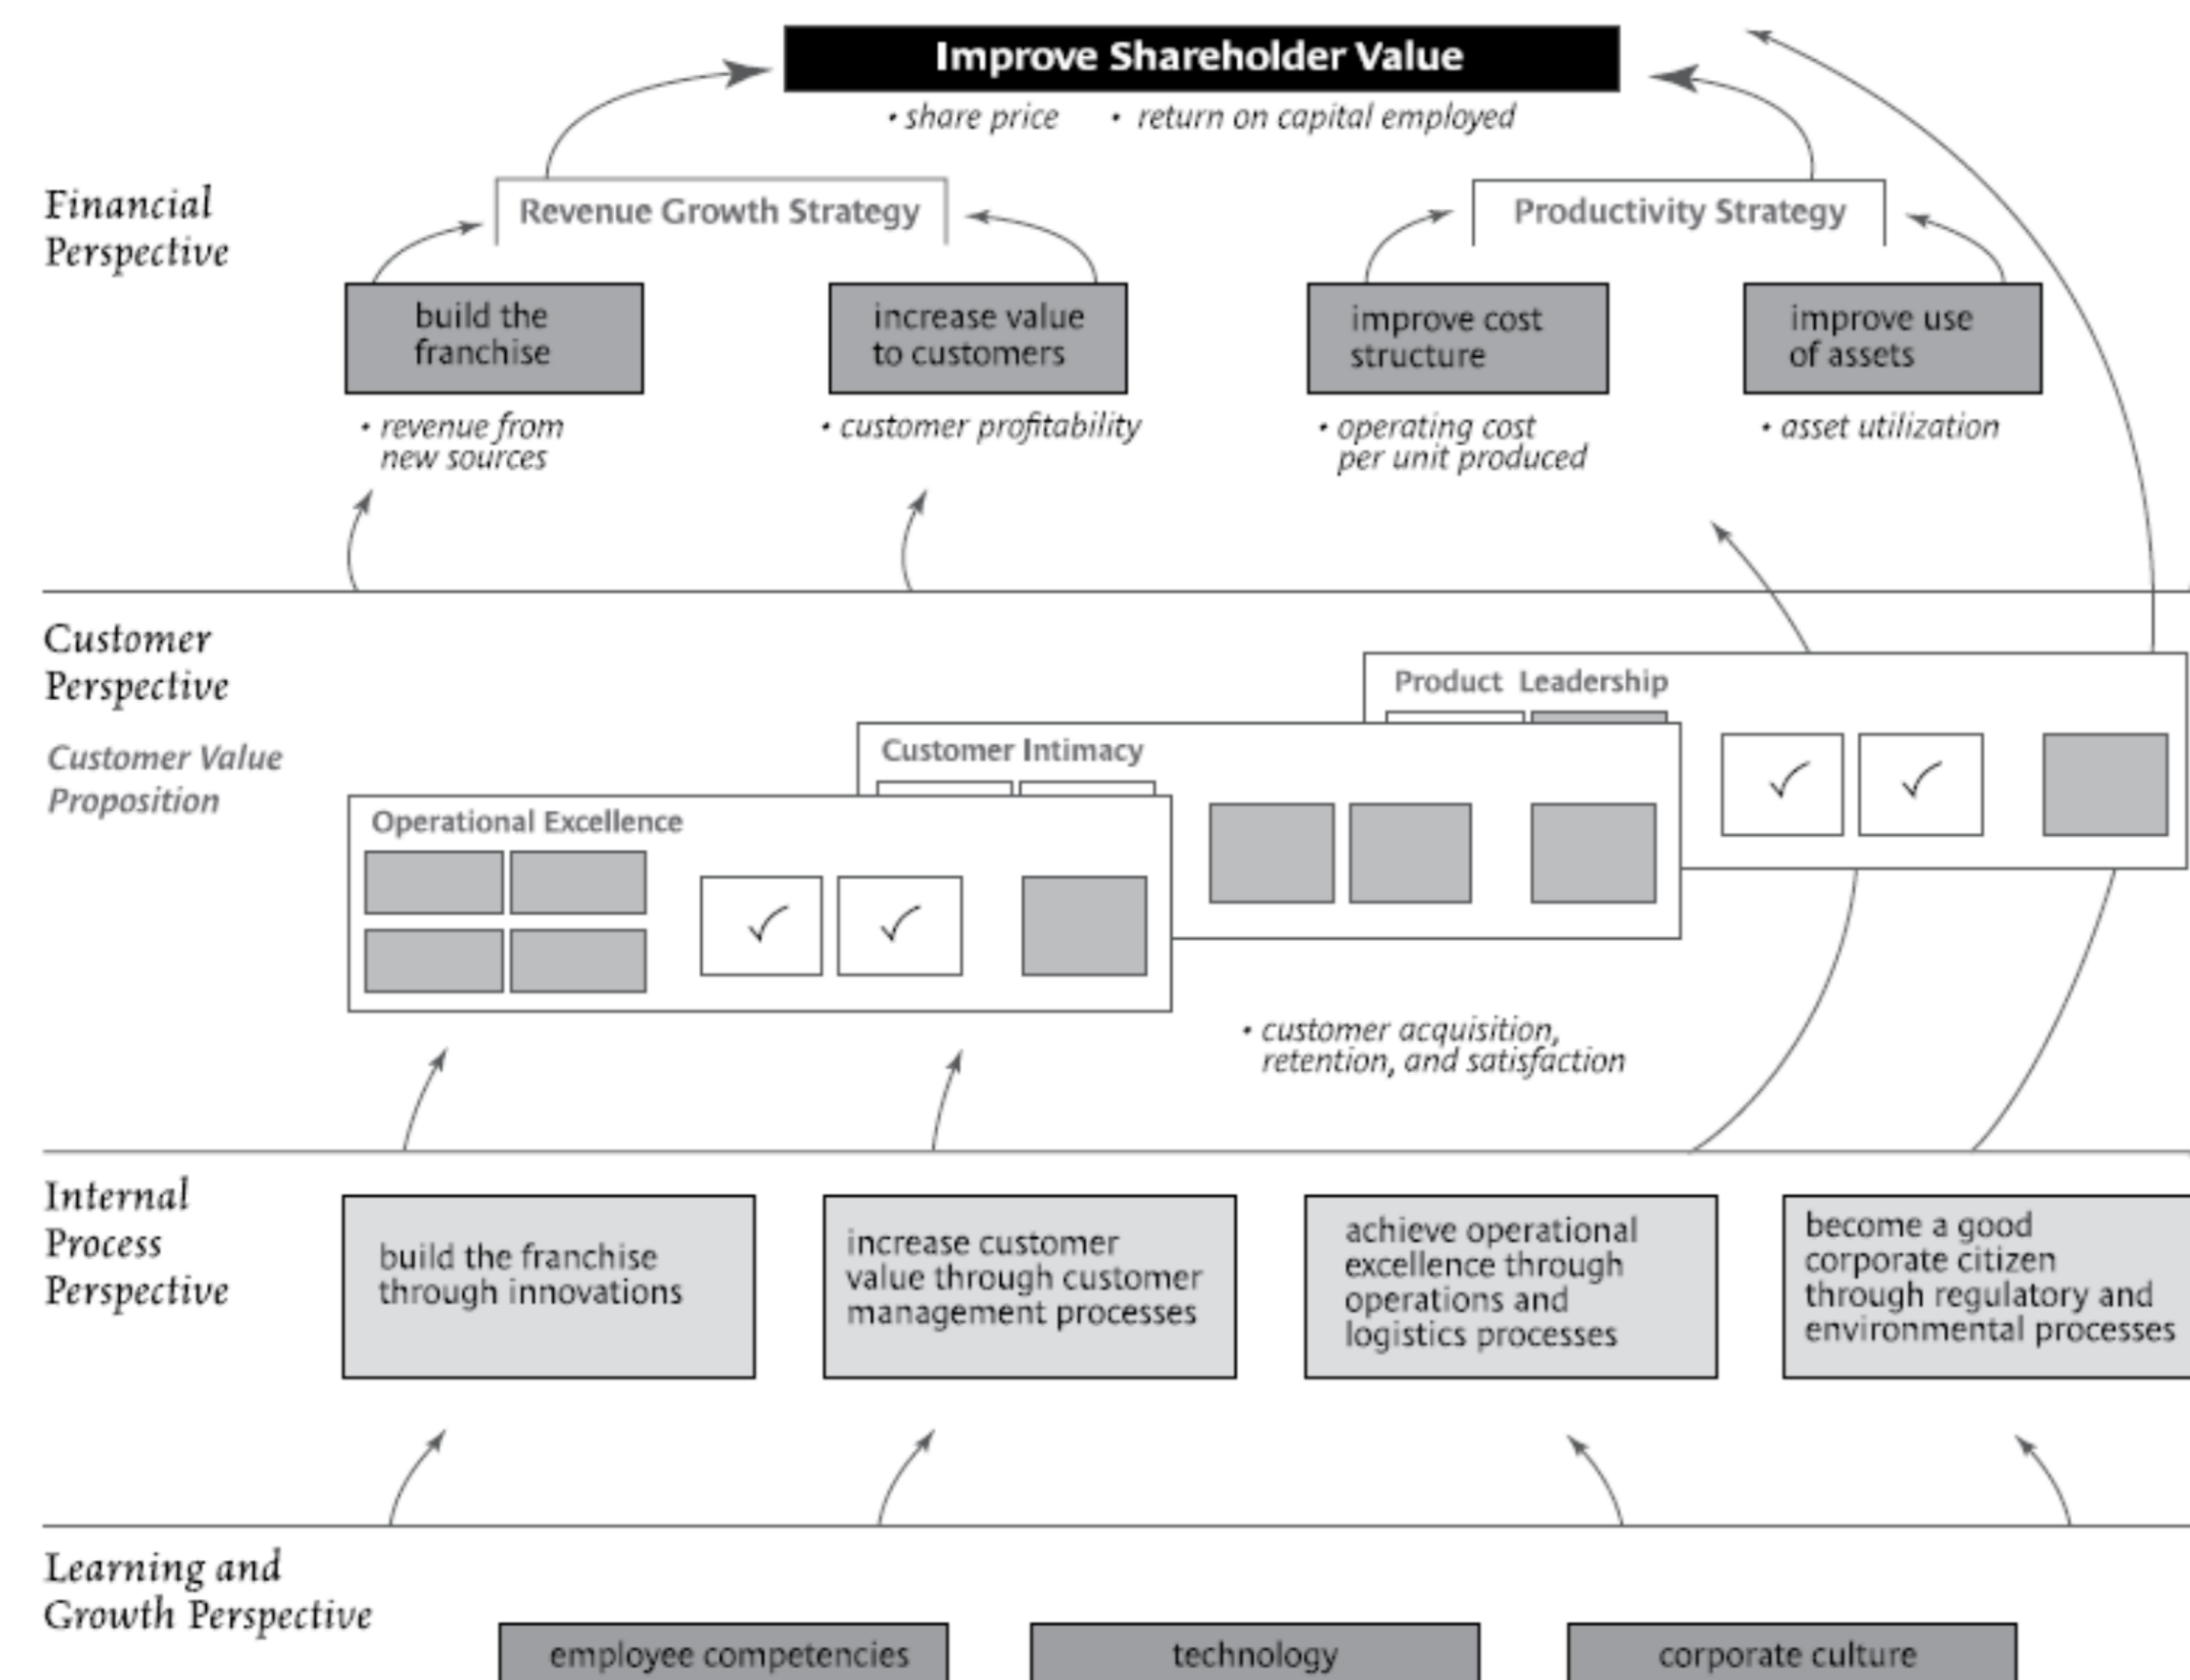 Improve Shareholder Value
• share price • return on capital employed
Financial
Perspective
Revenue Growth Strategy
Productivity Strategy
build the
franchise
increase value
to customers
improve cost
structure
improve use
of assets
• revenue from
new sources
• customer profitability
• operating cost
per unit produced
• asset utilization
Customer
Perspective
Customer Value
Proposition
Product Leadership
Customer Intimacy
Operational Excellence
• customer acquisition,
retention, and satisfaction
Internal
Process
Perspective
build the franchise
through innovations
increase customer
value through customer
management processes
achieve operational
excellence through
operations and
logistics processes
become a good
corporate citizen
through regulatory and
environmental processes
Learning and
Growth Perspective
employee competencies
technology
corporate culture